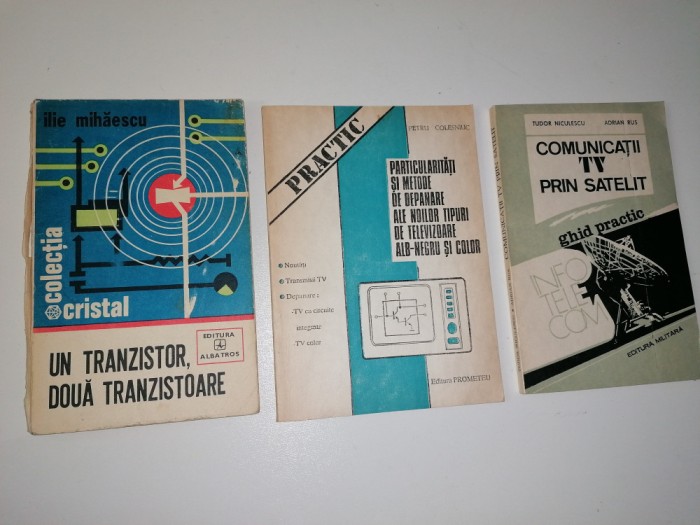 ilie mihăescu
colecția
cristal
EDITURA
ALBATROS
UN TRANZISTOR,
DOUĂ TRANZISTOARE
PRACTIC
PETRU
PARTICULARITĂȚI
ȘI METODE
DE DEPANARE
ALE NOILOR TIPURI
DE TELEVIZOARE
ALB-NEGRU ȘI COLOR
Noutăți
Transmisii TV
Depanare :
-TV cu circuite
integrate
-TV color
Editura PROMETEU
TUDOR NICULESCU ADRIAN RUS
COMUNICAȚII
TV
PRIN SATELIT
ghid practic
INFO
TELE
COM
EDITURA MILITARĂ